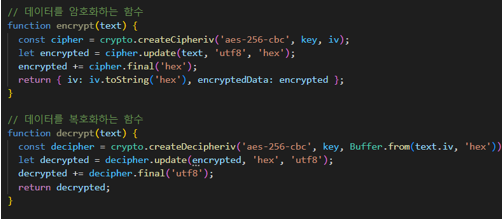 // 데이터를 암호화하는 함수
function encrypt(text) {
  const cipher = crypto.createCipheriv('aes-256-cbc', key, iv);
  let encrypted = cipher.update(text, 'utf8', 'hex');
  encrypted += cipher.final('hex');
  return { iv: iv.toString('hex'), encryptedData: encrypted };
}

// 데이터를 복호화하는 함수
function decrypt(text) {
  const decipher = crypto.createDecipheriv('aes-256-cbc', key, Buffer.from(text.iv, 'hex'))
  let decrypted = decipher.update(encrypted, 'hex', 'utf8');
  decrypted += decipher.final('utf8');
  return decrypted;
}